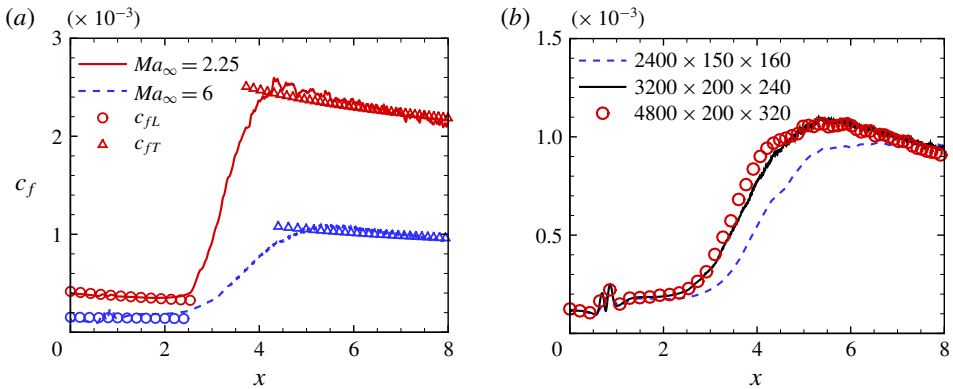 (a)
(× 10⁻³)
3
2
1
c_f
Ma_∞ = 2.25
Ma_∞ = 6
c_fL
c_fT
0 2 4 6 8
x
(b)
(× 10⁻³)
1.5
1.0
0.5
2400 × 150 × 160
3200 × 200 × 240
4800 × 200 × 320
0 2 4 6 8
x